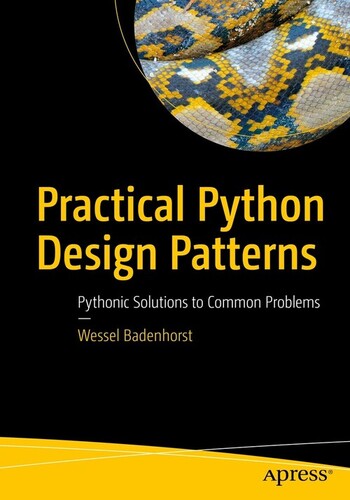 Practical Python
Design Patterns
Pythonic Solutions to Common Problems
—
Wessel Badenhorst
Apress®